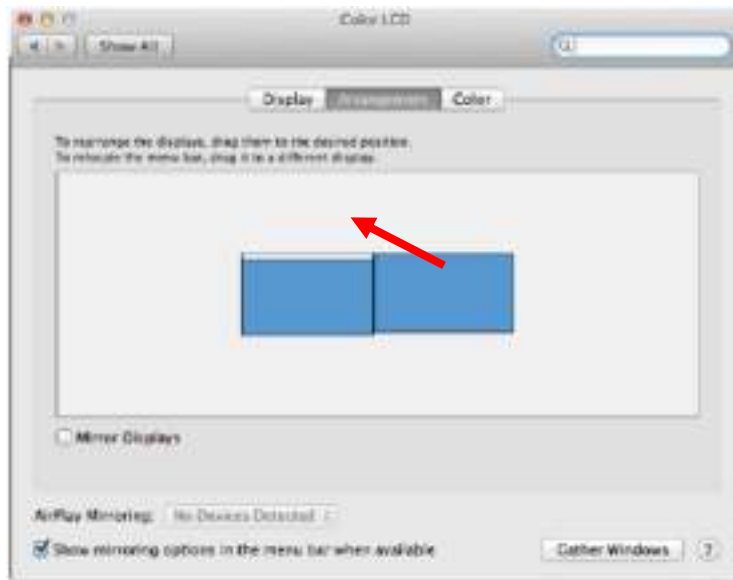 Color LCD
Show All
Display Arrangement Color
To rearrange the displays, drag them to the desired position.
To relocate the menu bar, drag it to a different display.
Mirror Displays
AirPlay Mirroring: No Devices Detected
Show mirroring options in the menu bar when available
Gather Windows ?